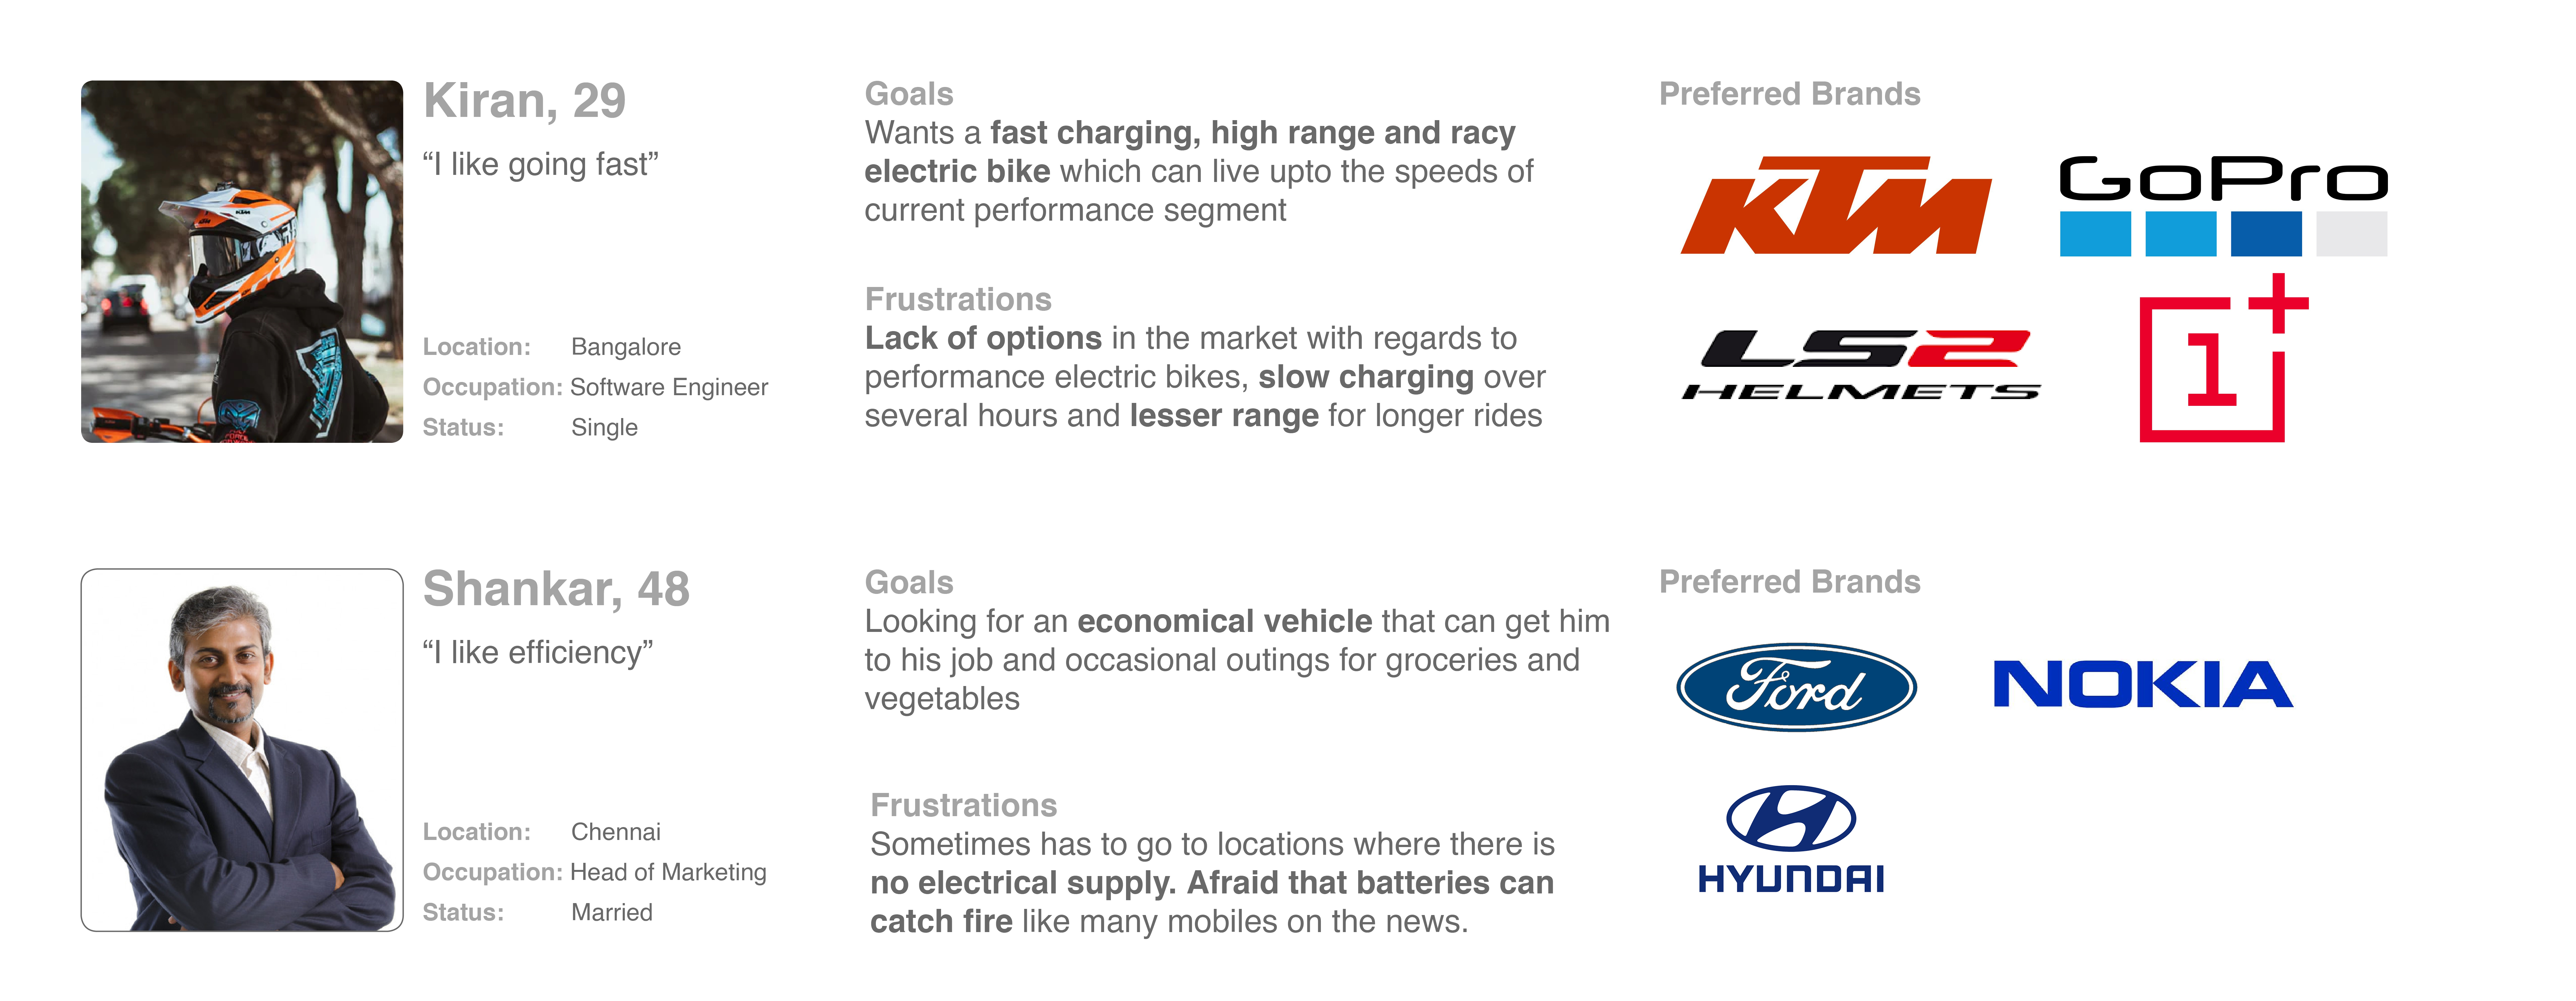 Kiran, 29
“I like going fast”
Location: Bangalore
Occupation: Software Engineer
Status: Single
Goals
Wants a fast charging, high range and racy
electric bike which can live upto the speeds of
current performance segment
Frustrations
Lack of options in the market with regards to
performance electric bikes, slow charging over
several hours and lesser range for longer rides
Preferred Brands
KTM
GoPro
LS2
HELMETS
1+
Shankar, 48
“I like efficiency”
Location: Chennai
Occupation: Head of Marketing
Status: Married
Goals
Looking for an economical vehicle that can get him
to his job and occasional outings for groceries and
vegetables
Frustrations
Sometimes has to go to locations where there is
no electrical supply. Afraid that batteries can
catch fire like many mobiles on the news.
Preferred Brands
Ford
NOKIA
HYUNDAI